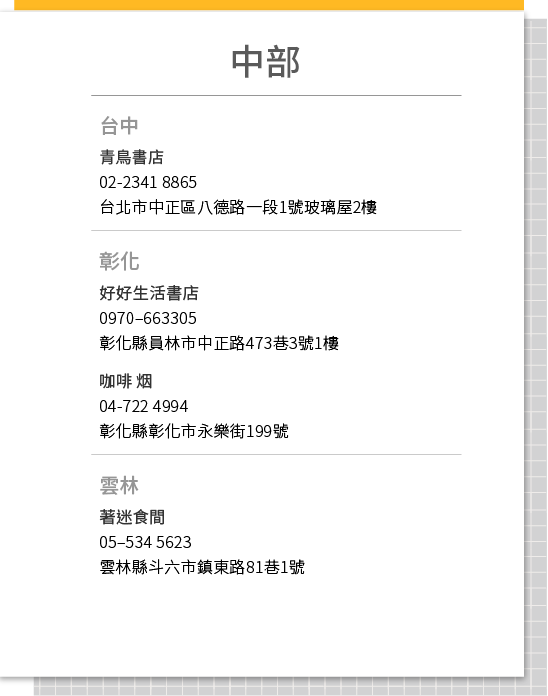 中部
台中
青鳥書店
02-2341 8865
台北市中正區八德路一段1號玻璃屋2樓
彰化
好好生活書店
0970–663305
彰化縣員林市中正路473巷3號1樓
咖啡 烟
04-722 4994
彰化縣彰化市永樂街199號
雲林
著迷食間
05–534 5623
雲林縣斗六市鎮東路81巷1號